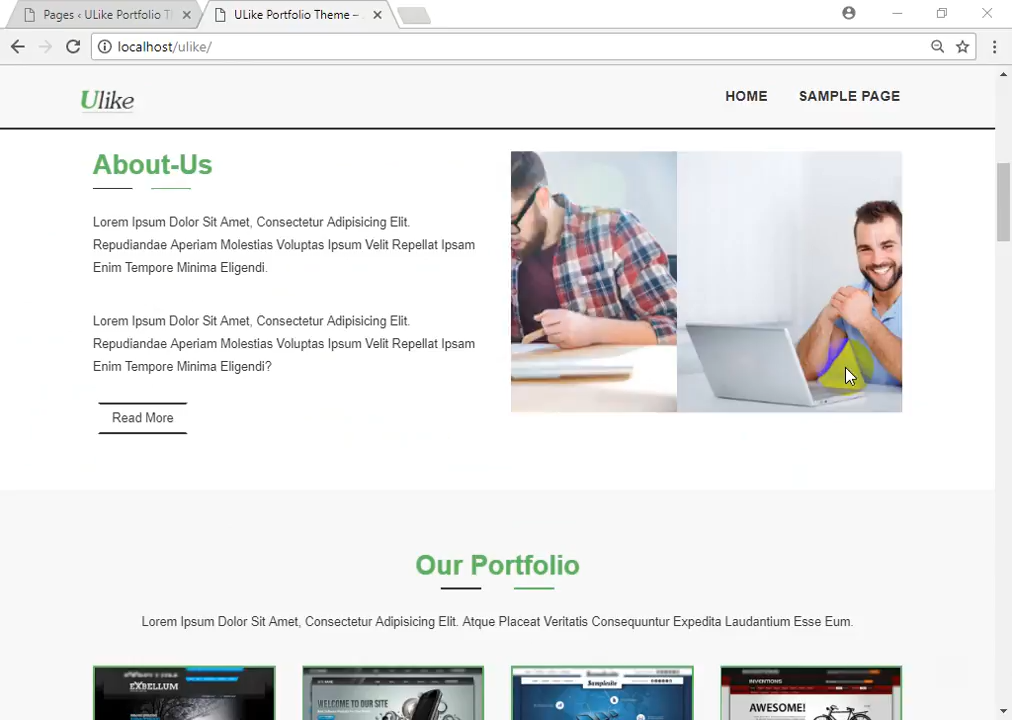 Pages ‹ ULike Portfolio T
ULike Portfolio Theme –
localhost/ulike/
Ulike
HOME
SAMPLE PAGE
About-Us
Lorem Ipsum Dolor Sit Amet, Consectetur Adipisicing Elit.
Repudiandae Aperiam Molestias Voluptas Ipsum Velit Repellat Ipsam
Enim Tempore Minima Eligendi.
Lorem Ipsum Dolor Sit Amet, Consectetur Adipisicing Elit.
Repudiandae Aperiam Molestias Voluptas Ipsum Velit Repellat Ipsam
Enim Tempore Minima Eligendi?
Read More
Our Portfolio
Lorem Ipsum Dolor Sit Amet, Consectetur Adipisicing Elit. Atque Placeat Veritatis Consequuntur Expedita Laudantium Esse Eum.
EXBELLUM
WELCOME TO OUR SITE
Samplesite
INVENTIONS
AWESOME!